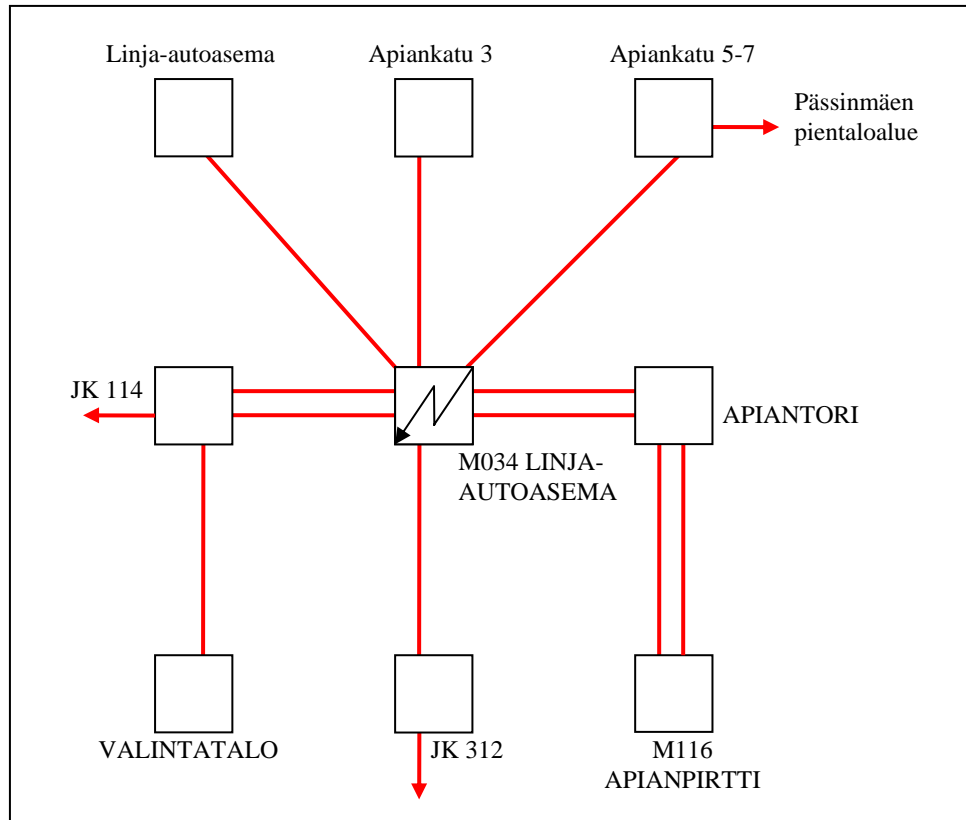 Linja-autoasema
Apiankatu 3
Apiankatu 5-7
Pässinmäen
pientaloalue
JK 114
APIANTORI
M034 LINJA-
AUTOASEMA
VALINTATALO
JK 312
M116
APIANPIRTTI